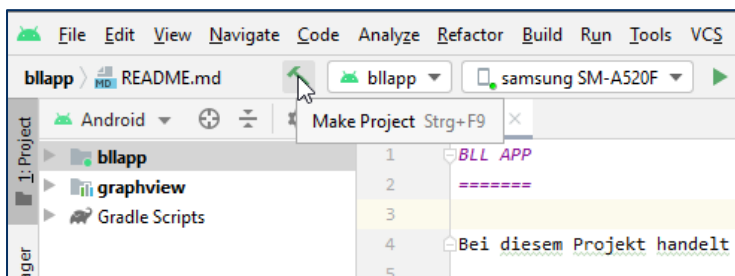 File Edit View Navigate Code Analyze Refactor Build Run Tools VCS
bllapp README.md bllapp samsung SM-A520F
Android
Make Project Strg+F9
1: Project
bllapp
graphview
Gradle Scripts
1 BLL APP
2 =======
3
4 Bei diesem Projekt handelt
5